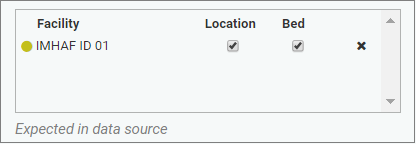 Facility Location Bed
IMHAF ID 01
Expected in data source